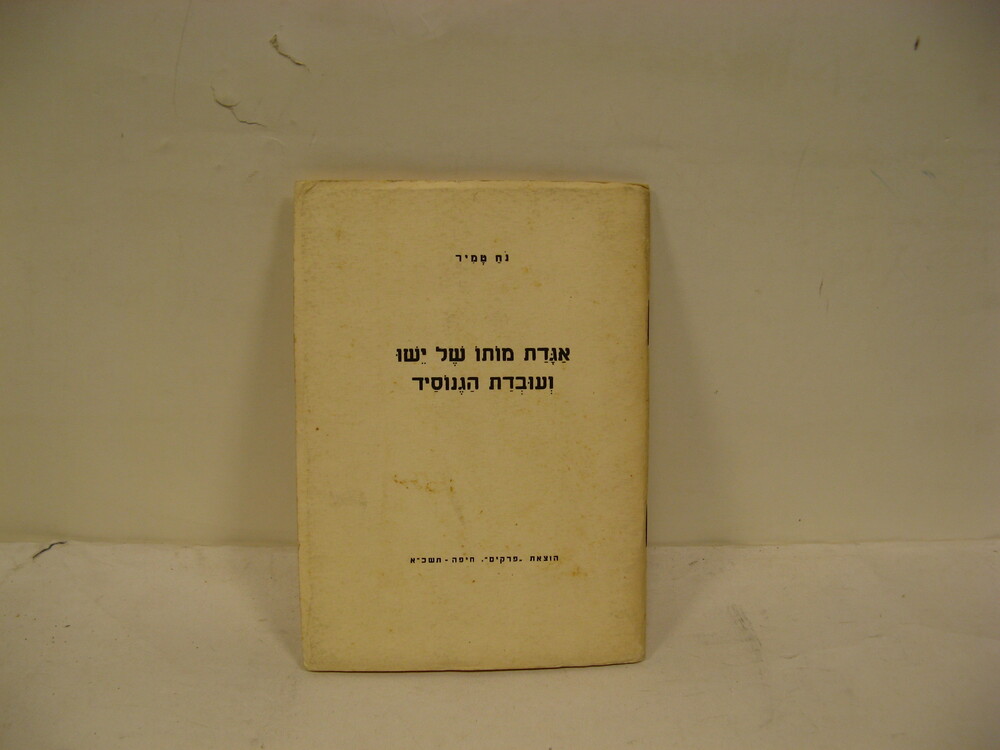 נֹחַ טָמִיר
אַגָּדַת מוֹתוֹ שֶׁל יֵשׁוּ
וְעוּבְדַת הַגֶנוֹסִיד
הוצאת „פרקים”, חיפה - תשכ״א